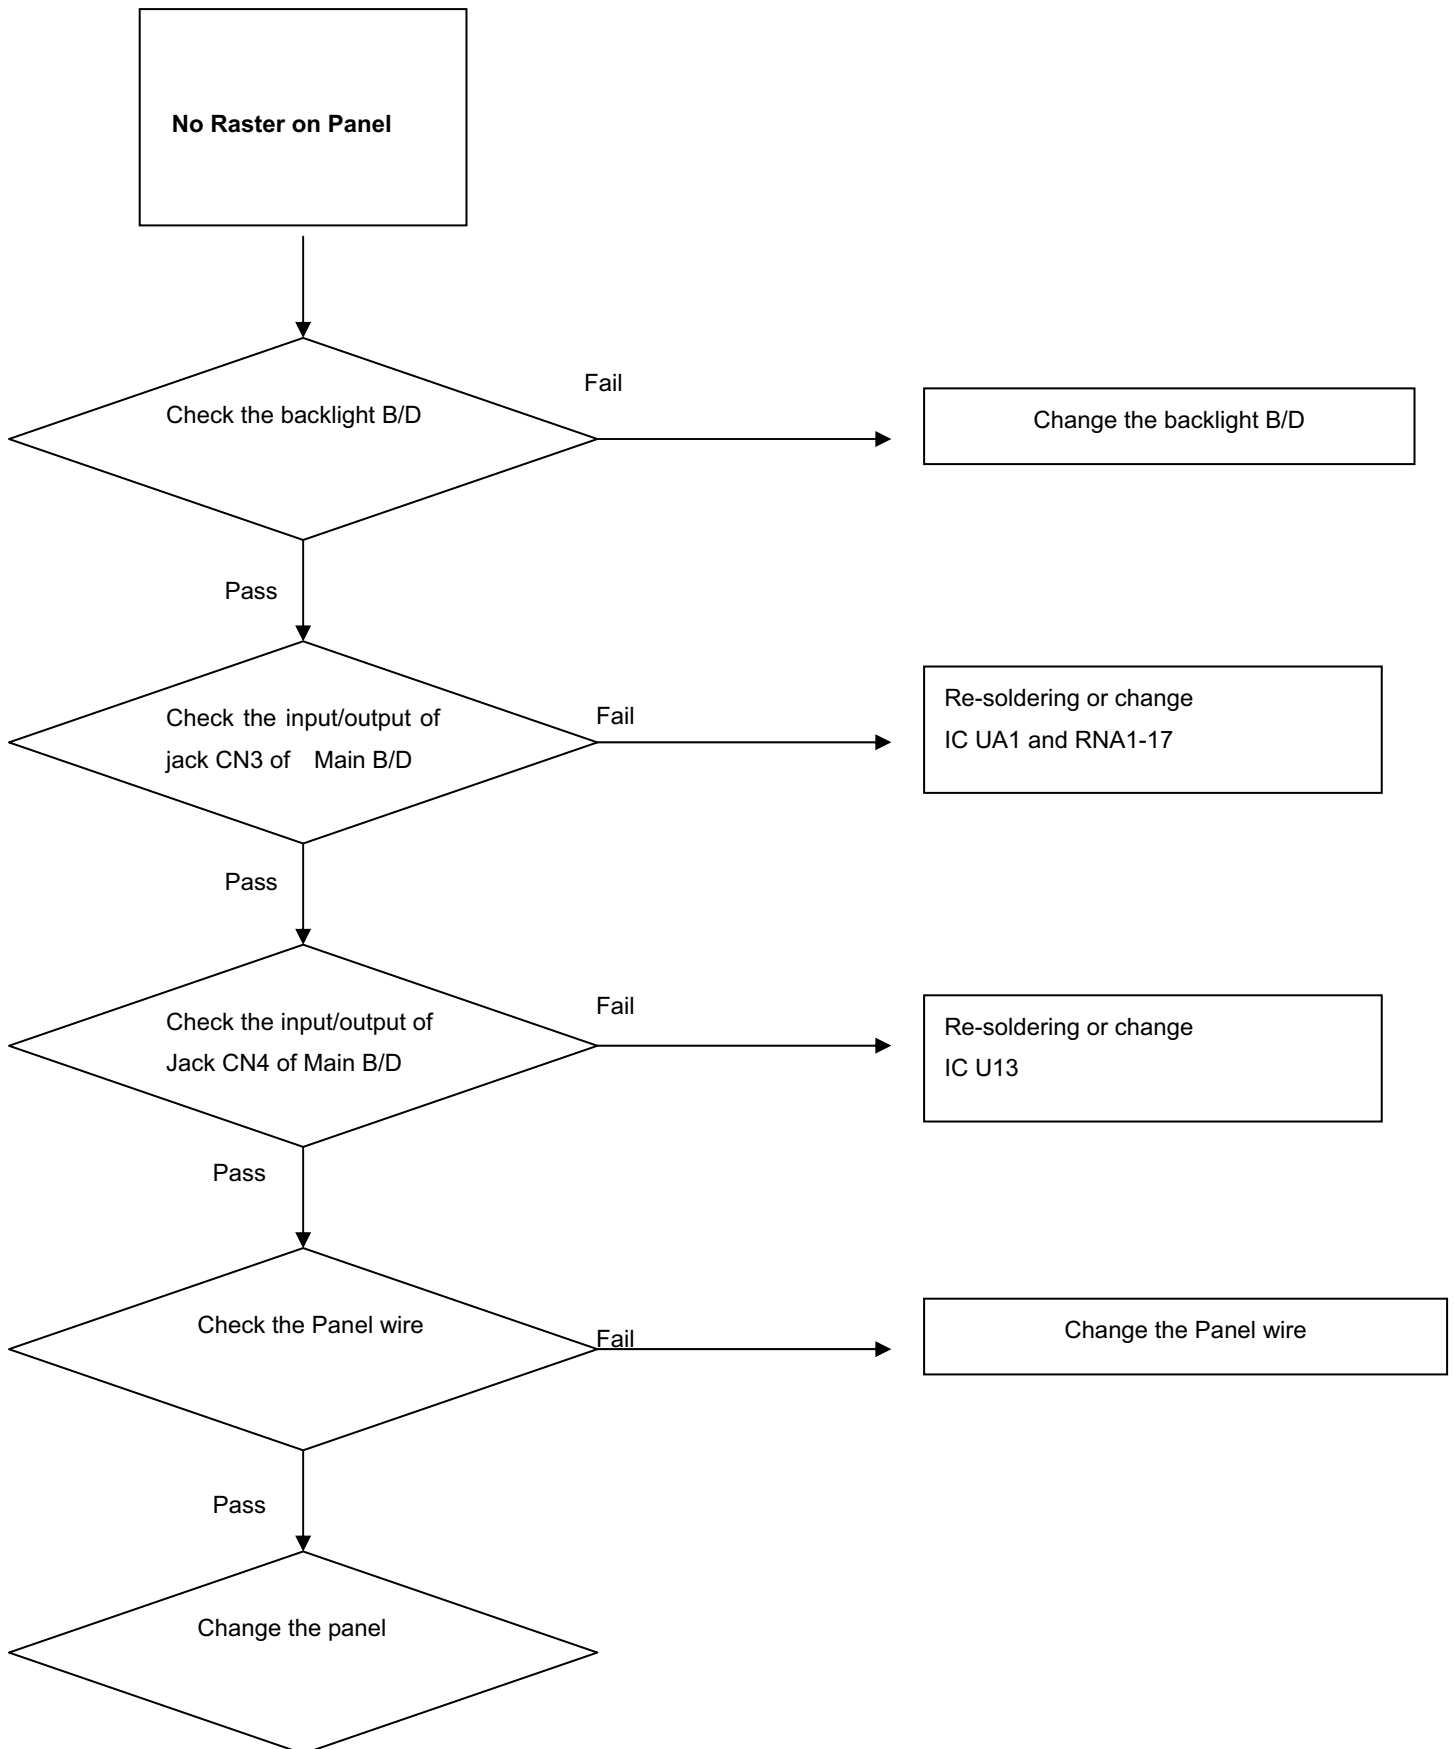 No Raster on Panel
Fail
Check the backlight B/D
Change the backlight B/D
Pass
Check the input/output of
jack CN3 of Main B/D
Fail
Re-soldering or change
IC UA1 and RNA1-17
Pass
Check the input/output of
Jack CN4 of Main B/D
Fail
Re-soldering or change
IC U13
Pass
Check the Panel wire
Fail
Change the Panel wire
Pass
Change the panel